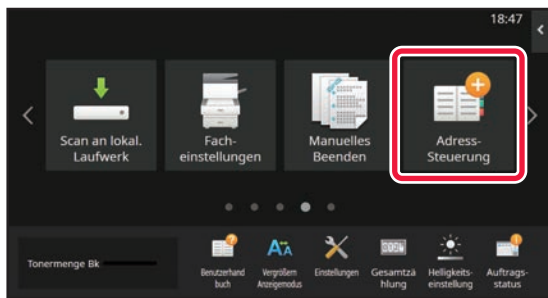 18:47
Scan an lokal.
Laufwerk
Fach-
einstellungen
Manuelles
Beenden
Adress-
Steuerung
Tonermenge Bk
Benutzerhand
buch
Vergrößern
Anzeigemodus
Einstellungen
Gesamtzä
hlung
Helligkeits-
einstellung
Auftrags-
status